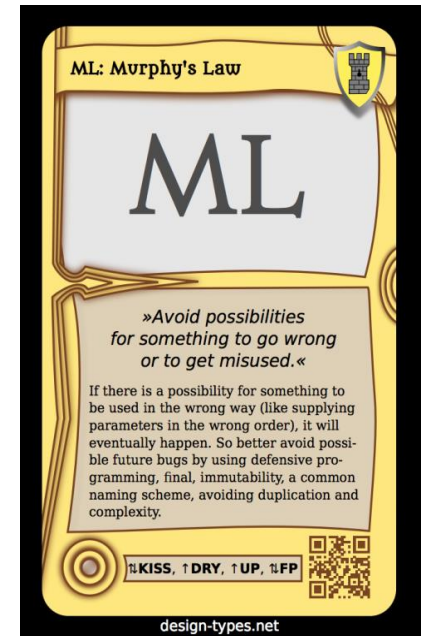 ML: Murphy's Law
ML
»Avoid possibilities
for something to go wrong
or to get misused.«
If there is a possibility for something to
be used in the wrong way (like supplying
parameters in the wrong order), it will
eventually happen. So better avoid possi-
ble future bugs by using defensive pro-
gramming, final, immutability, a common
naming scheme, avoiding duplication and
complexity.
⇅KISS, ↑DRY, ↑UP, ⇅FP
design-types.net